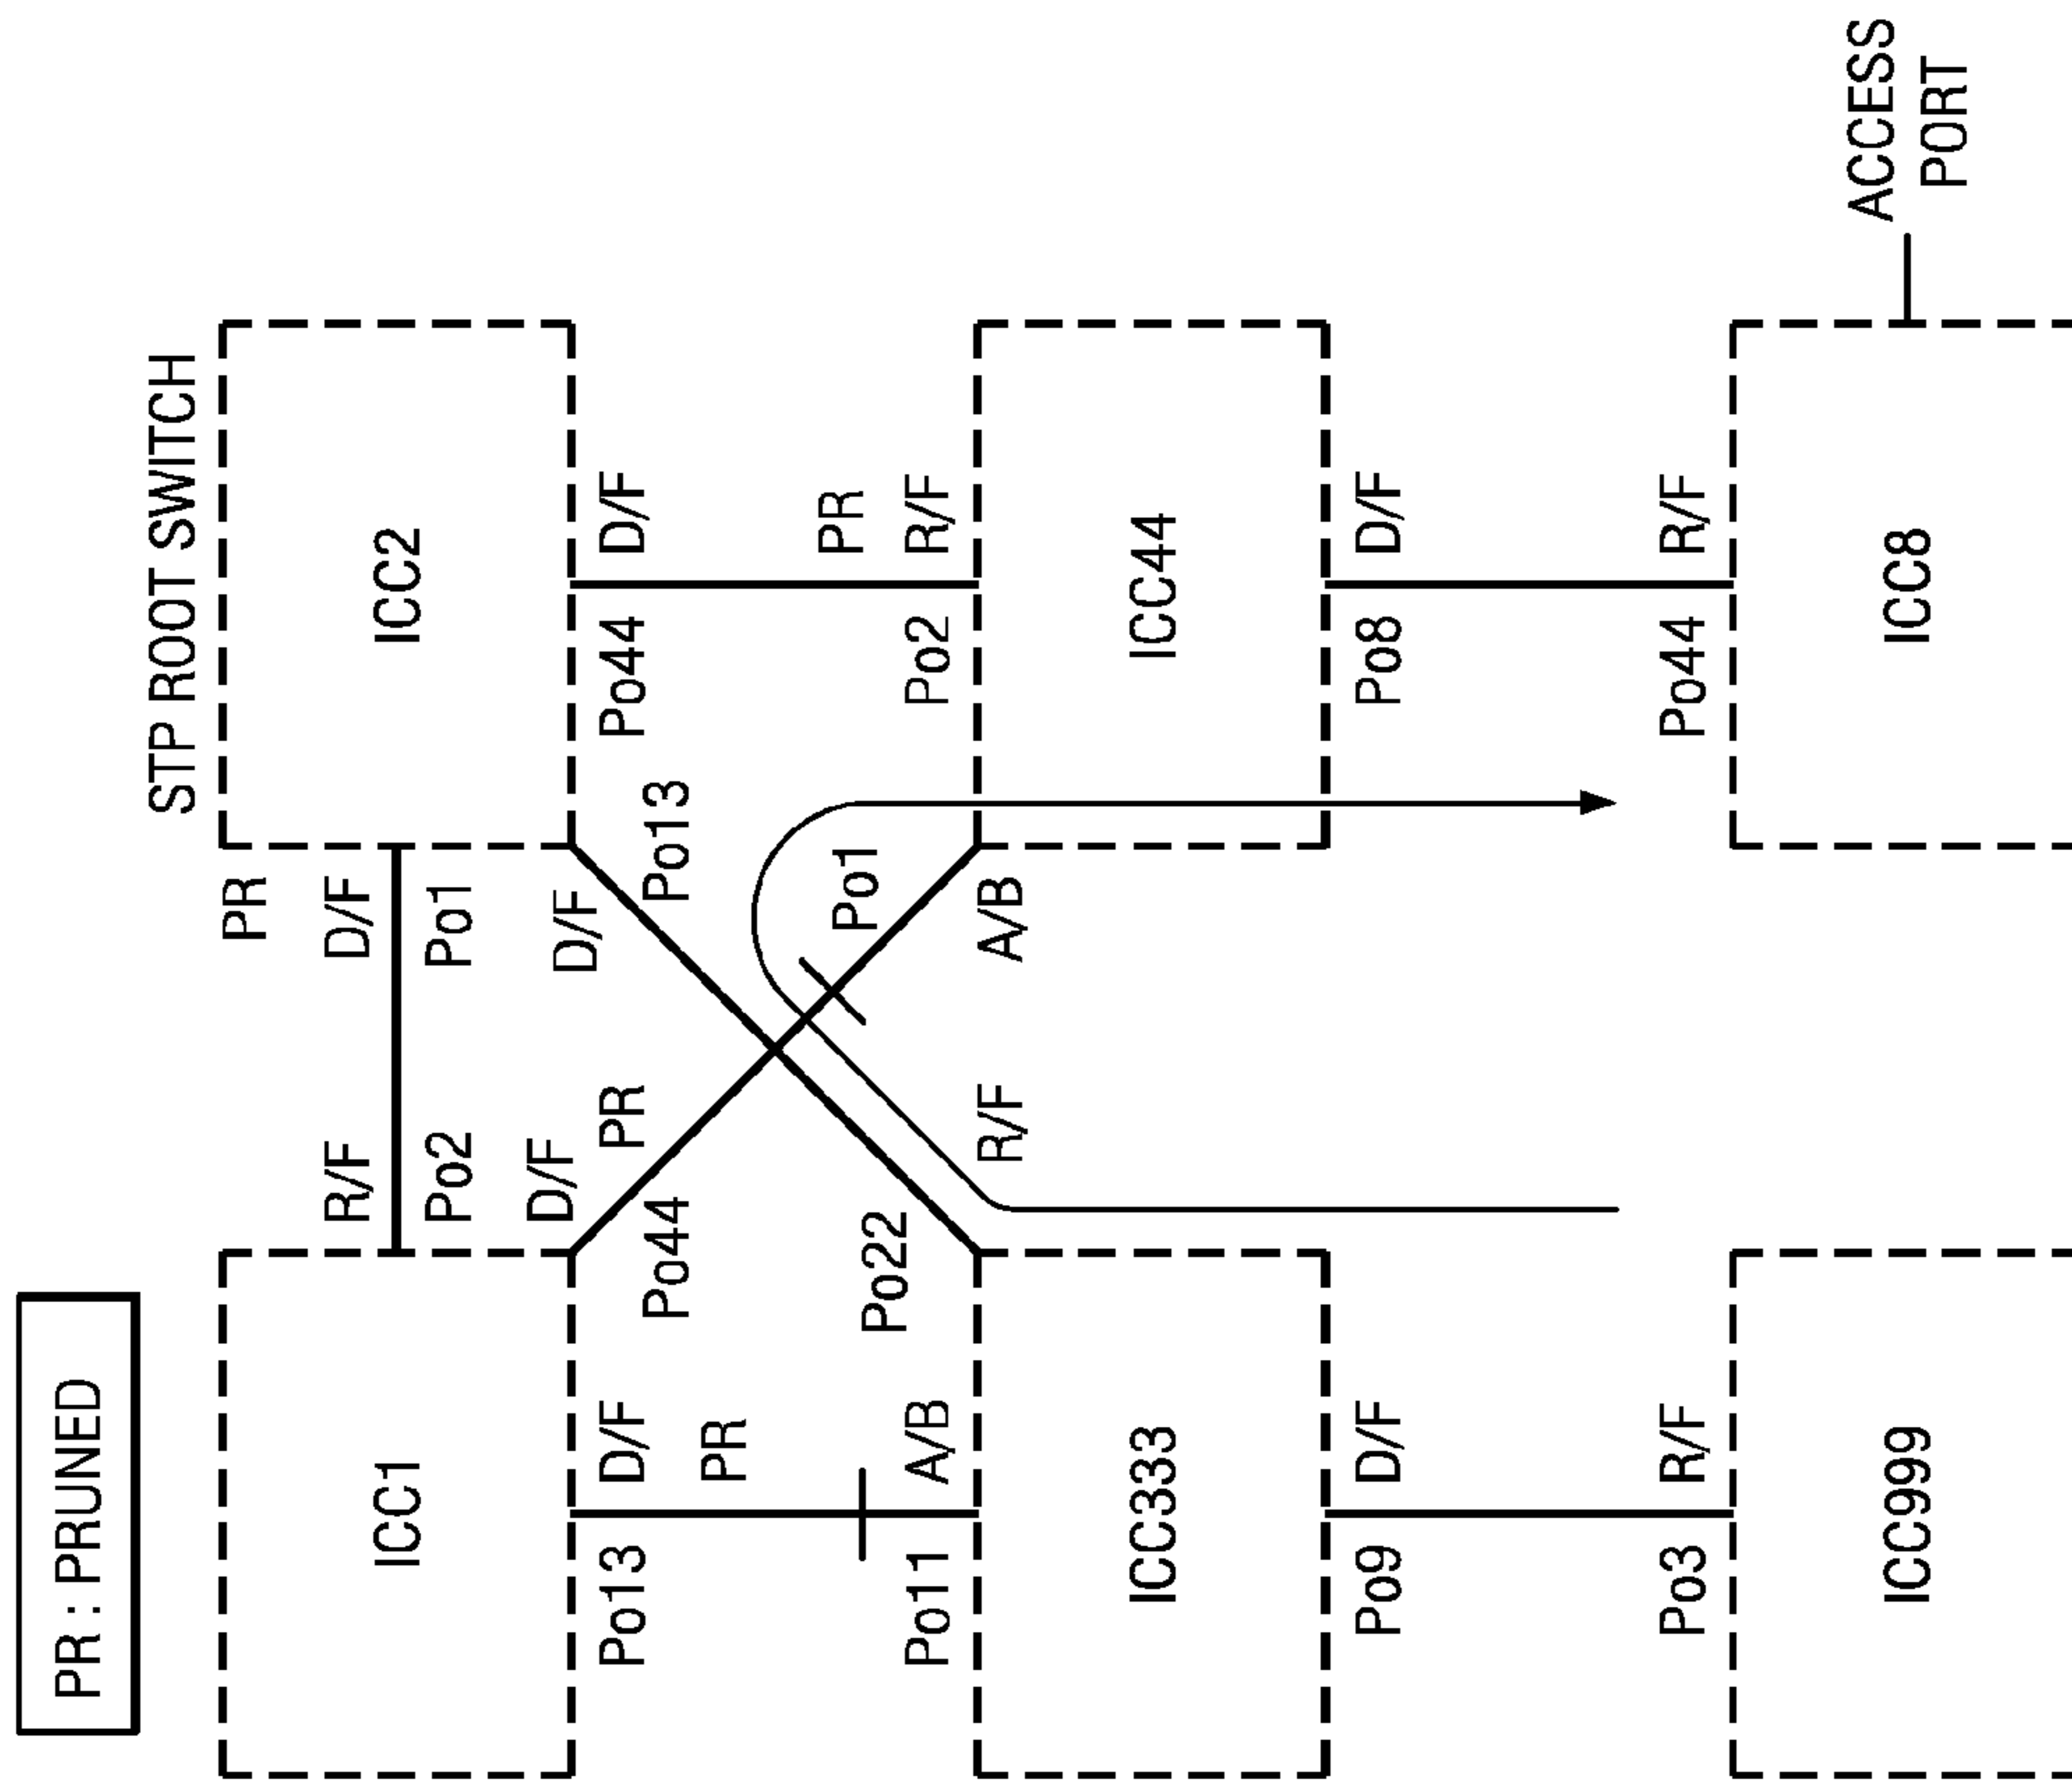 PR : PRUNED
STP ROOT SWITCH
PR
R/F
D/F
ICC1
ICC2
Po2
Po1
D/F
D/F
Po13
D/F
PR
Po44
D/F
Po44
Po13
PR
PR
Po1
Po22
Po11
A/B
Po2
R/F
R/F
A/B
ICC333
ICC44
Po9
D/F
Po8
D/F
Po3
R/F
Po44
R/F
ICC999
ICC8
ACCESS
PORT